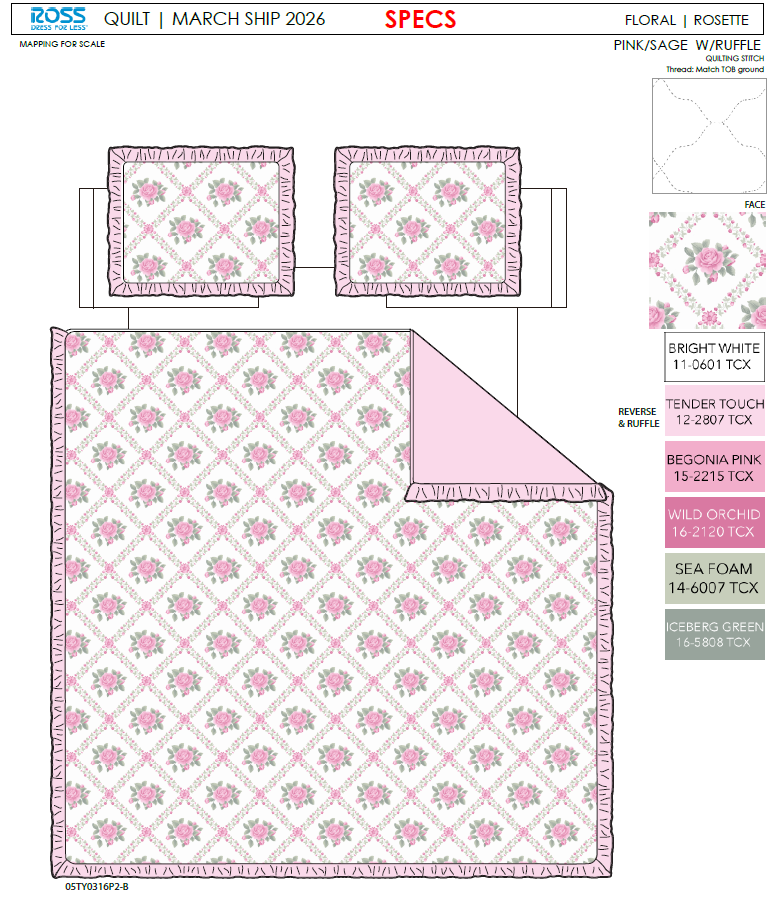 ROSS
DRESS FOR LESS
QUILT | MARCH SHIP 2026
SPECS
FLORAL | ROSETTE
MAPPING FOR SCALE
PINK/SAGE W/RUFFLE
QUILTING STITCH
Thread: Match TOB ground
FACE
BRIGHT WHITE
11-0601 TCX
REVERSE
& RUFFLE
TENDER TOUCH
12-2807 TCX
BEGONIA PINK
15-2215 TCX
WILD ORCHID
16-2120 TCX
SEA FOAM
14-6007 TCX
ICEBERG GREEN
16-5808 TCX
05TY0316P2-B